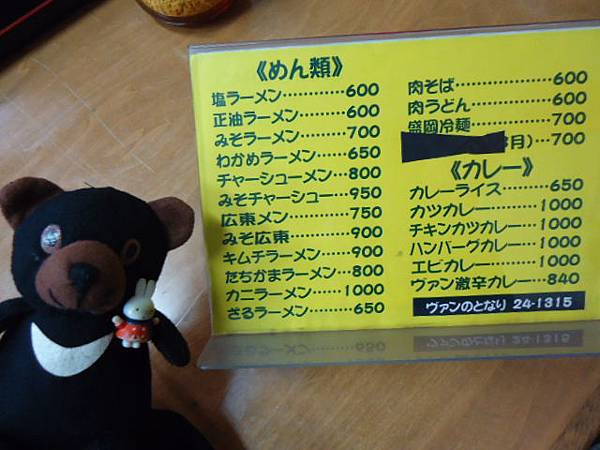 《めん類》
塩ラーメン…………600
正油ラーメン………600
みそラーメン………700
わかめラーメン……650
チャーシューメン…800
みそチャーシュー…950
広東メン……………750
みそ広東……………900
キムチラーメン……900
たちかまラーメン…800
カニラーメン………1000
ざるラーメン………650
肉そば………………600
肉うどん……………600
盛岡冷麺……………700
月)…700
《カレー》
カレーライス………650
カツカレー…………1000
チキンカツカレー…1000
ハンバーグカレー…1000
エビカレー…………1000
ヴァン激辛カレー…840
ヴァンのとなり 24-1315